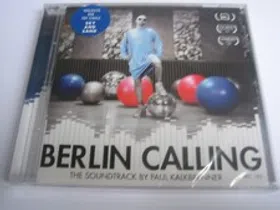 SKY AND
SAND
BERLIN CALLING
THE SOUNDTRACK BY PAUL KALKBRENNER